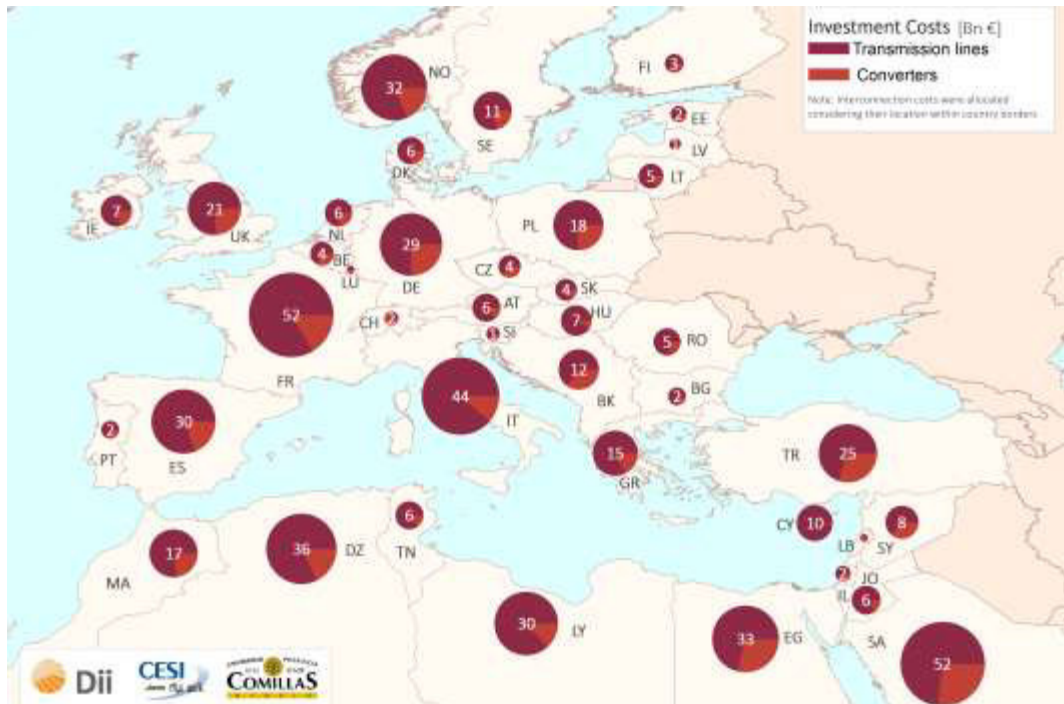 Investment Costs [Bn €]
Transmission lines
Converters
Note: Interconnection costs were allocated
considering their location within country borders
NO
32
FI
3
11
SE
2
EE
LV
6
DK
5
LT
7
IE
21
UK
6
NL
29
DE
PL
18
4
BE
LU
CZ
4
4
SK
52
FR
CH
2
6
AT
7
HU
SI
5
RO
12
BK
2
BG
44
IT
30
ES
2
PT
15
GR
TR
25
17
MA
36
DZ
6
TN
CY
10
8
SY
LB
2
IL
JO
6
30
LY
33
EG
SA
52
Dii
CESI
COMILLAS